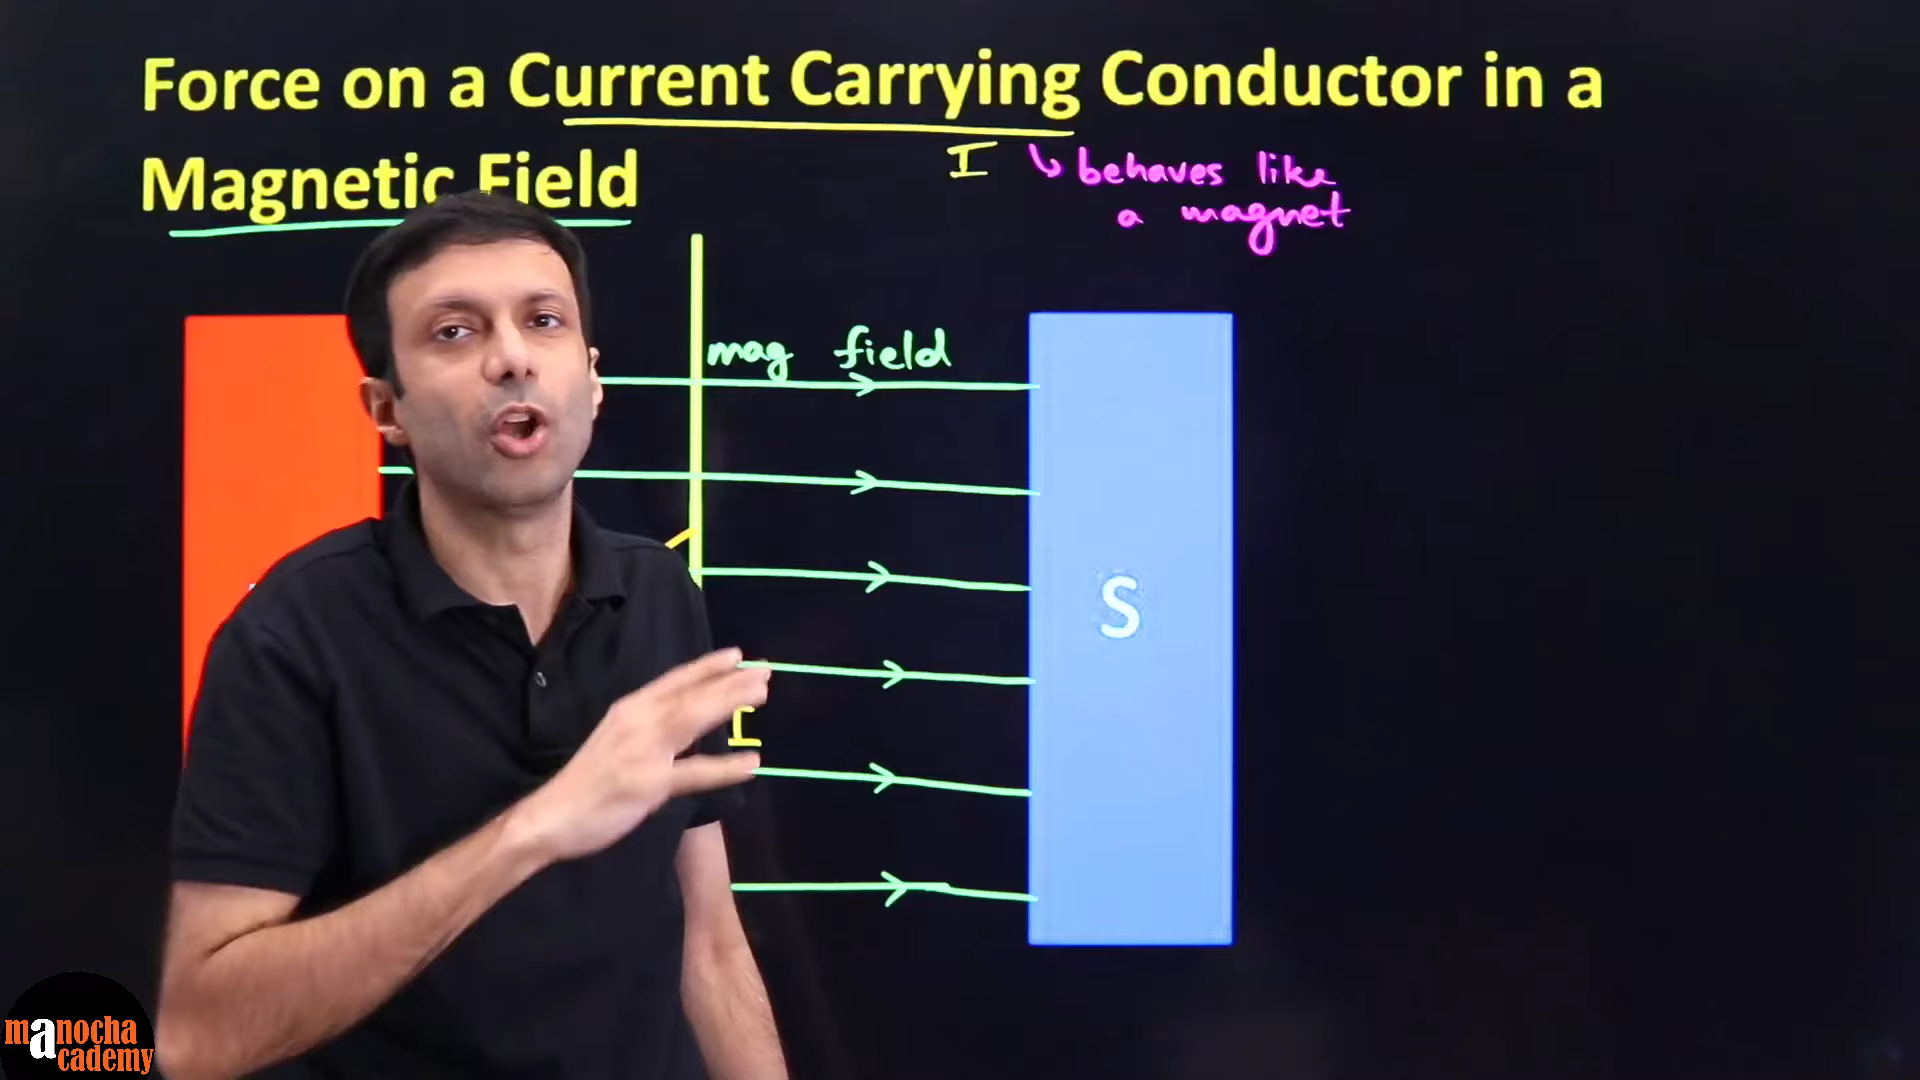 Force on a Current Carrying Conductor in a
Magnetic Field
I
behaves like
a magnet
mag field
S
I
manocha
academy